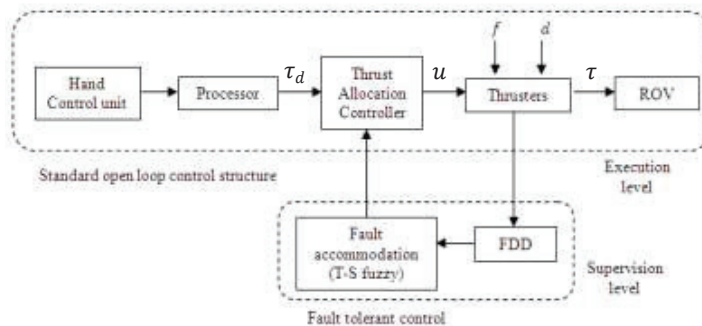 f
d
Hand
Control unit
Processor
τd
Thrust
Allocation
Controller
u
Thrusters
τ
ROV
Standard open loop control structure
Execution
level
Fault
accommodation
(T-S fuzzy)
FDD
Supervision
level
Fault tolerant control